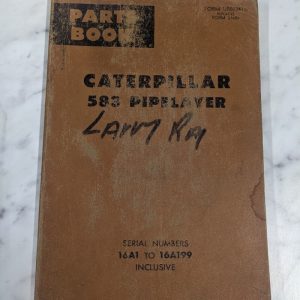 PARTS
BOOK
CATERPILLAR
583 PIPELAYER
SERIAL NUMBERS
16A1 TO 16A199
INCLUSIVE